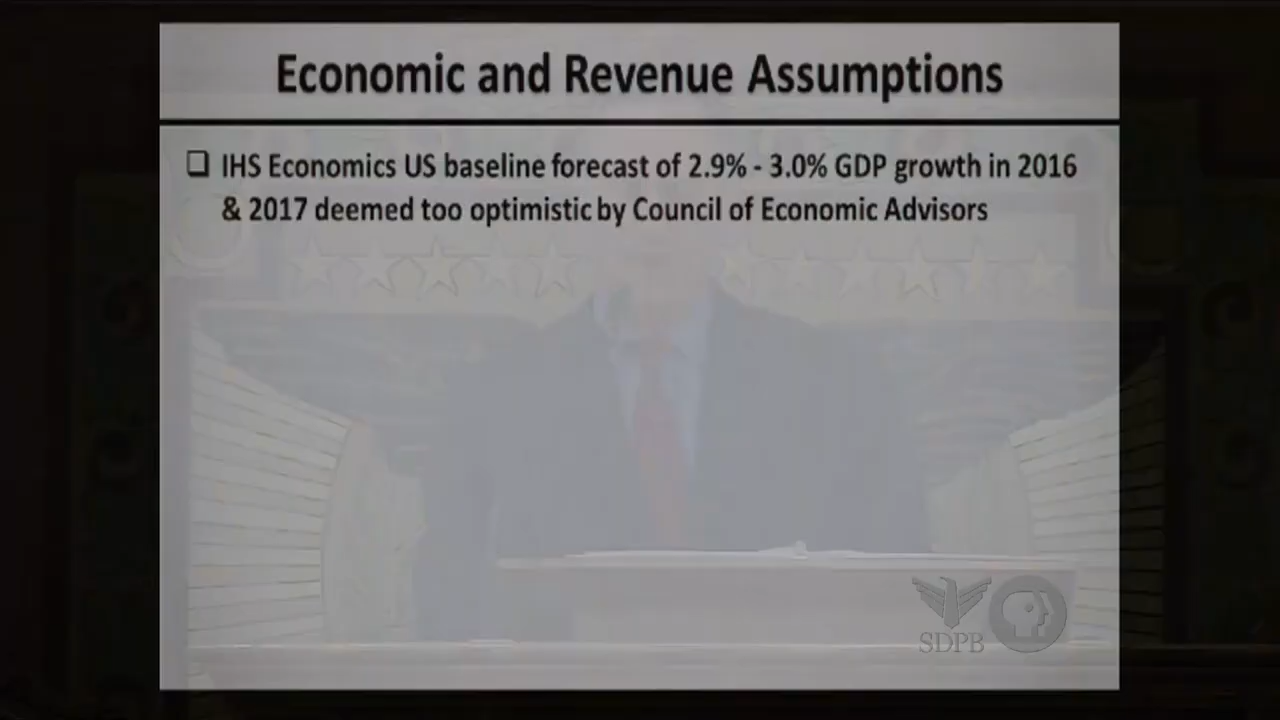 Economic and Revenue Assumptions
❑ IHS Economics US baseline forecast of 2.9% - 3.0% GDP growth in 2016
& 2017 deemed too optimistic by Council of Economic Advisors
SDPB